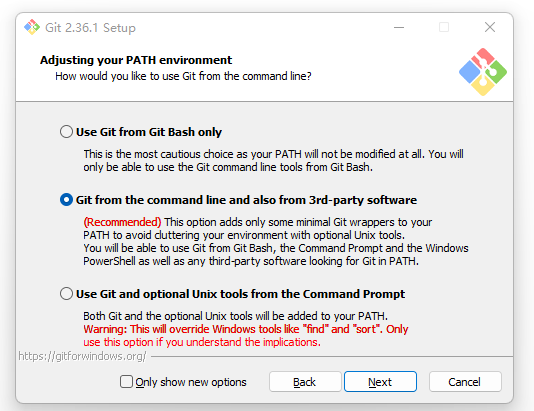 Git 2.36.1 Setup
Adjusting your PATH environment
How would you like to use Git from the command line?
Use Git from Git Bash only
This is the most cautious choice as your PATH will not be modified at all. You will
only be able to use the Git command line tools from Git Bash.
Git from the command line and also from 3rd-party software
(Recommended) This option adds only some minimal Git wrappers to your
PATH to avoid cluttering your environment with optional Unix tools.
You will be able to use Git from Git Bash, the Command Prompt and the Windows
PowerShell as well as any third-party software looking for Git in PATH.
Use Git and optional Unix tools from the Command Prompt
Both Git and the optional Unix tools will be added to your PATH.
Warning: This will override Windows tools like "find" and "sort". Only
use this option if you understand the implications.
https://gitforwindows.org/
Only show new options
Back
Next
Cancel